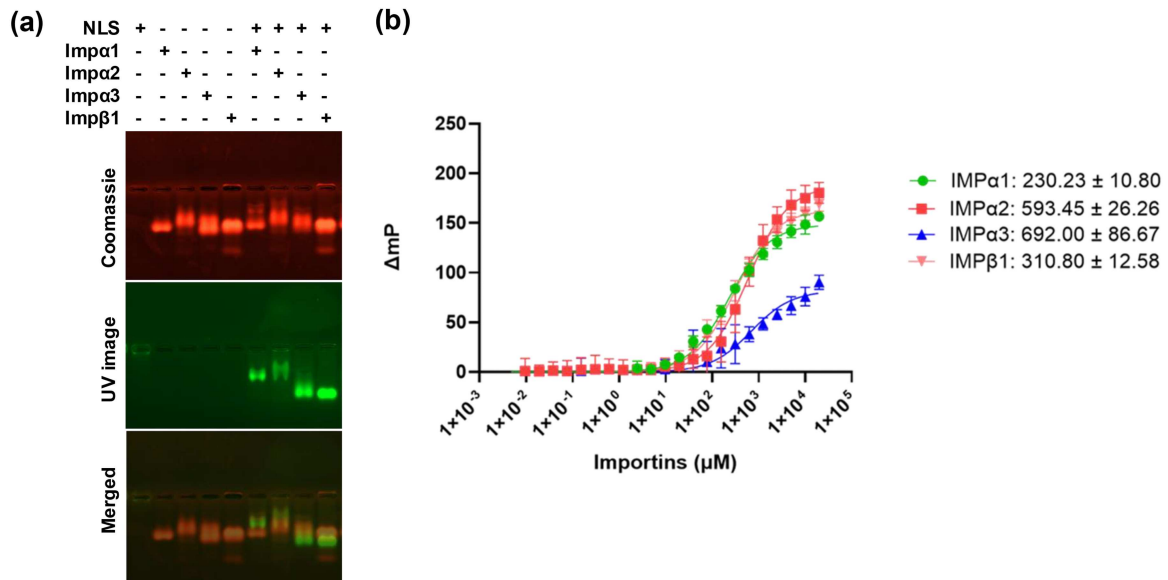 (a)
NLS + - - - - + + + +
Impα1 - + - - - + - - -
Impα2 - - + - - - + - -
Impα3 - - - + - - - + -
Impβ1 - - - - + - - - +
Coomassie
UV image
Merged
(b)
ΔmP
250
200
150
100
50
0
1×10⁻³
1×10⁻²
1×10⁻¹
1×10⁰
1×10¹
1×10²
1×10³
1×10⁴
1×10⁵
Importins (μM)
IMPα1: 230.23 ± 10.80
IMPα2: 593.45 ± 26.26
IMPα3: 692.00 ± 86.67
IMPβ1: 310.80 ± 12.58